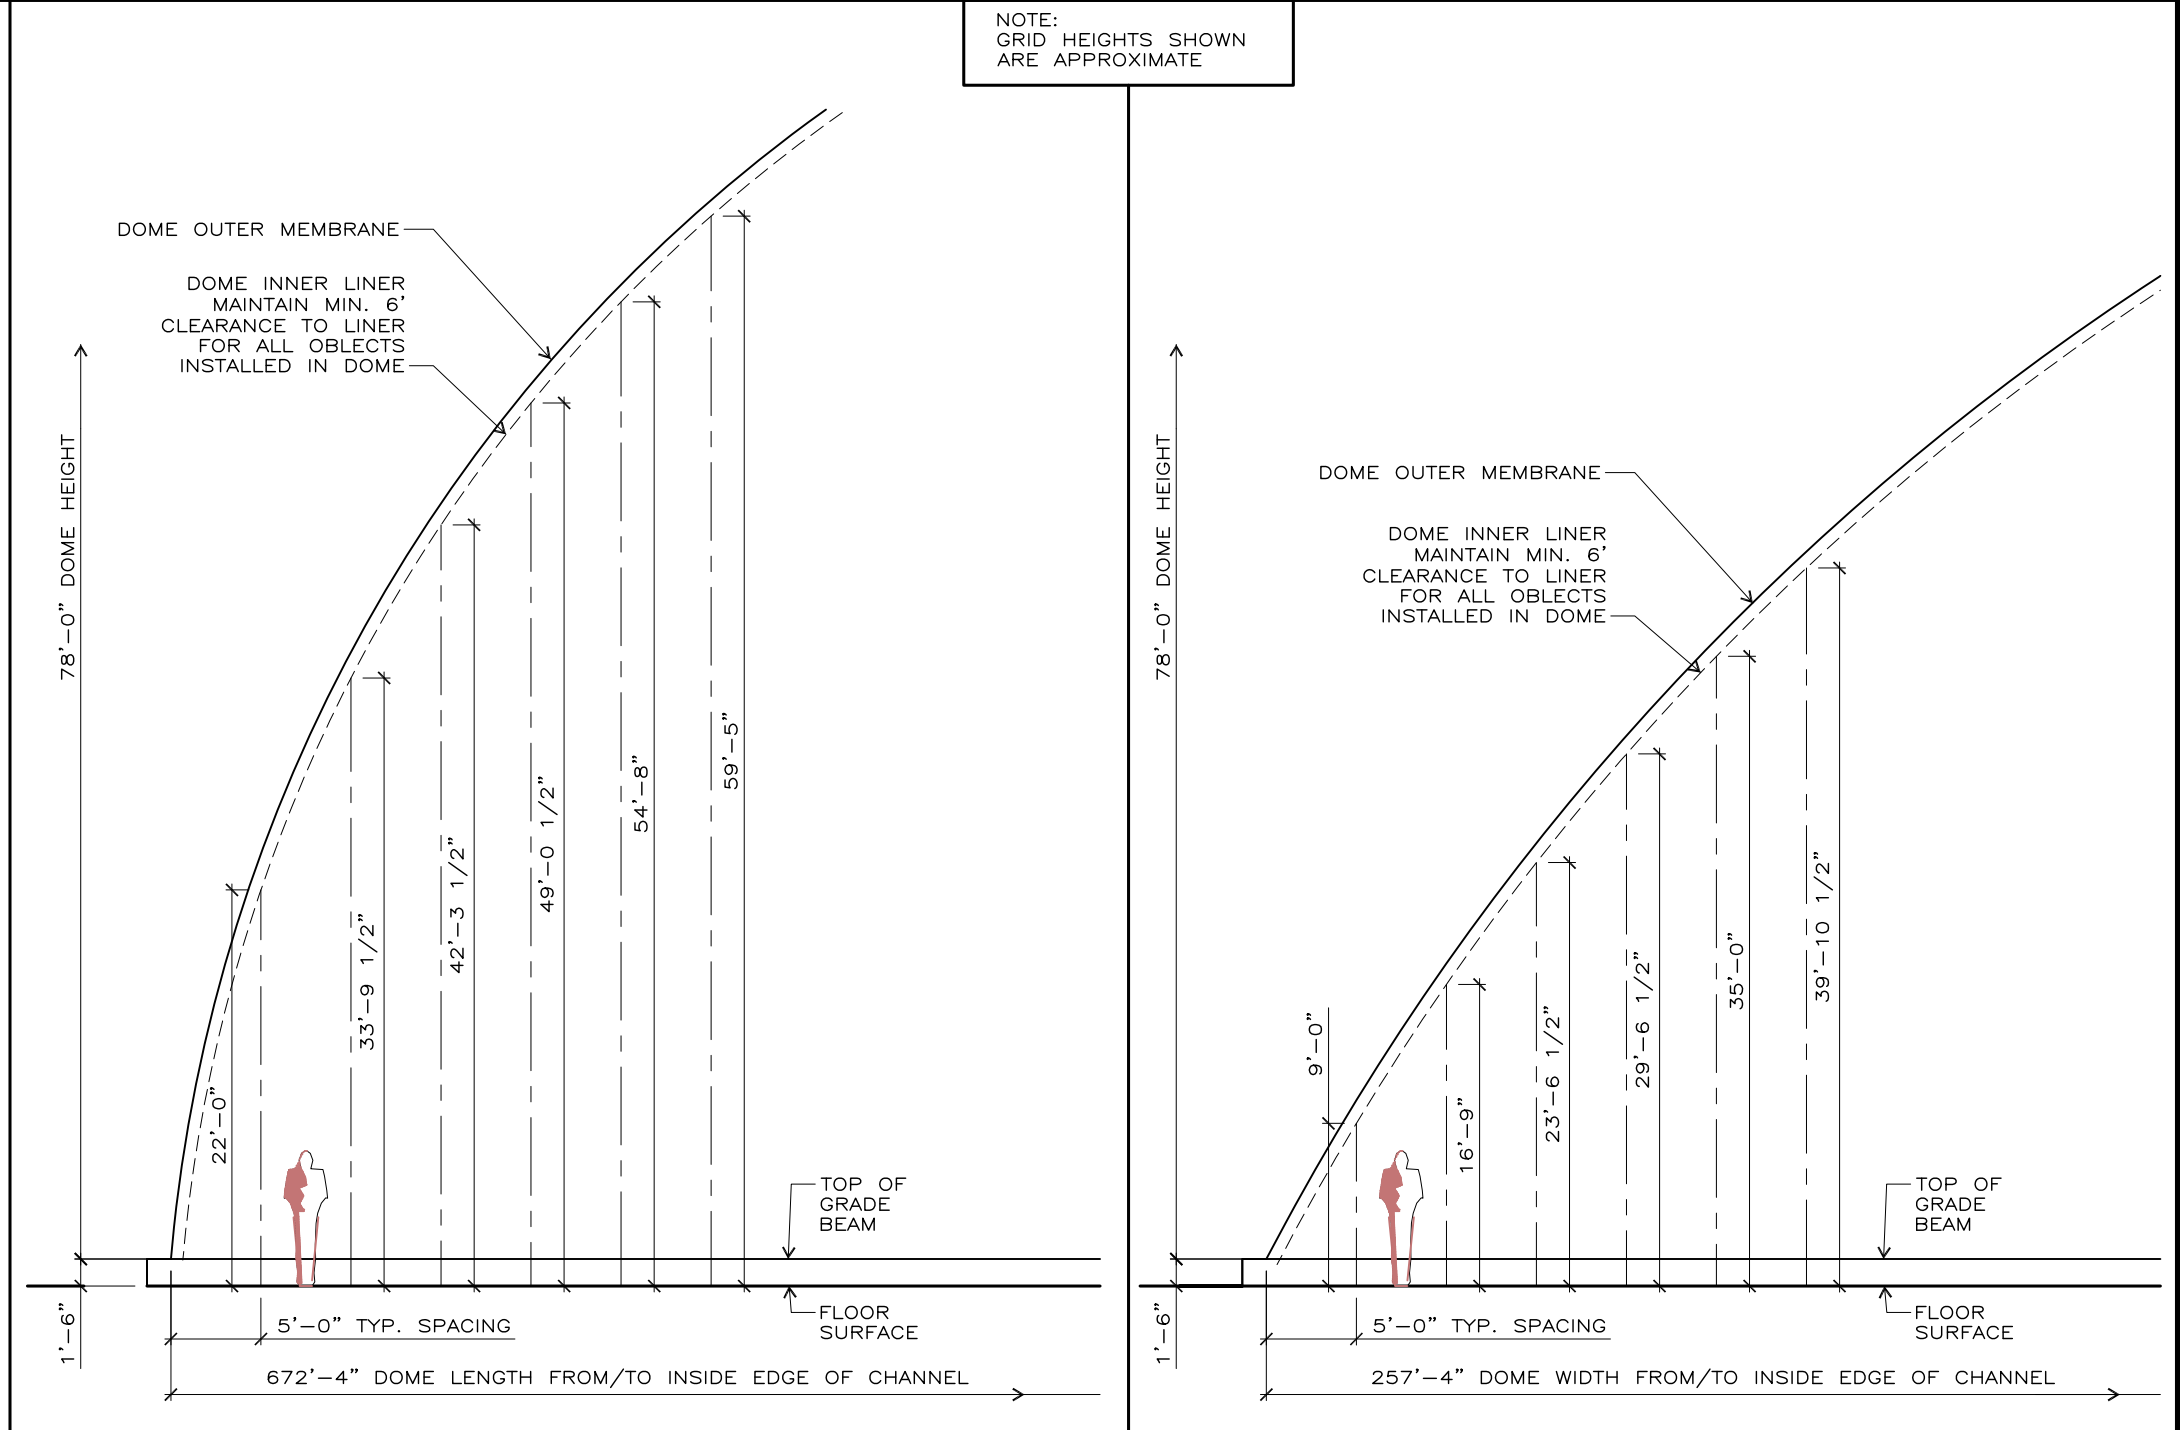 NOTE:
GRID HEIGHTS SHOWN
ARE APPROXIMATE
DOME OUTER MEMBRANE
DOME INNER LINER
MAINTAIN MIN. 6'
CLEARANCE TO LINER
FOR ALL OBLECTS
INSTALLED IN DOME
78'-0" DOME HEIGHT
22'-0"
33'-9 1/2"
42'-3 1/2"
49'-0 1/2"
54'-8"
59'-5"
TOP OF
GRADE
BEAM
FLOOR
SURFACE
1'-6"
5'-0" TYP. SPACING
672'-4" DOME LENGTH FROM/TO INSIDE EDGE OF CHANNEL
DOME OUTER MEMBRANE
DOME INNER LINER
MAINTAIN MIN. 6'
CLEARANCE TO LINER
FOR ALL OBLECTS
INSTALLED IN DOME
78'-0" DOME HEIGHT
9'-0"
16'-9"
23'-6 1/2"
29'-6 1/2"
35'-0"
39'-10 1/2"
TOP OF
GRADE
BEAM
FLOOR
SURFACE
1'-6"
5'-0" TYP. SPACING
257'-4" DOME WIDTH FROM/TO INSIDE EDGE OF CHANNEL